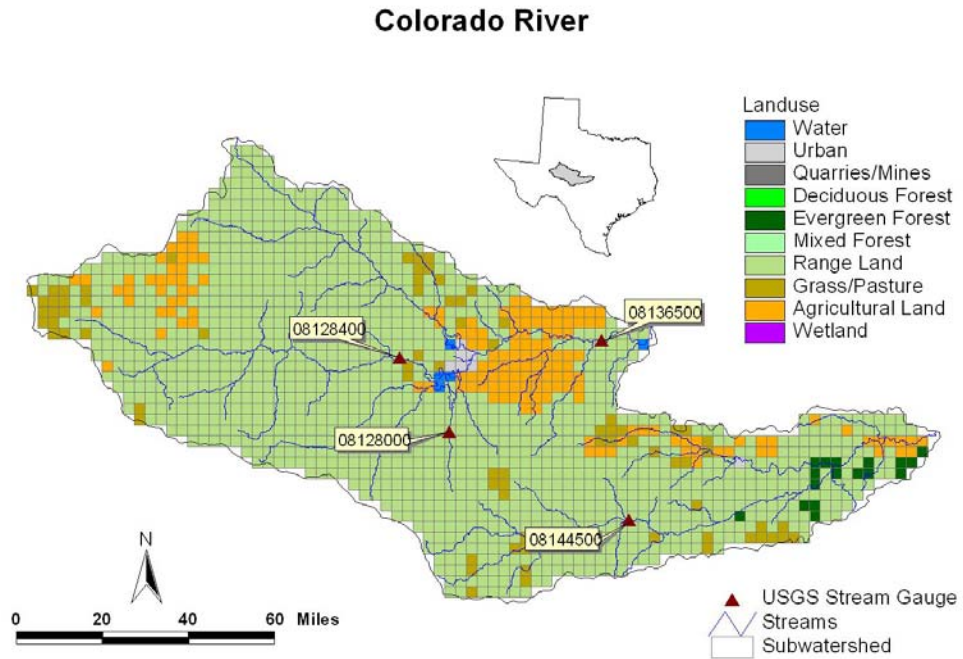 Colorado River
Landuse
Water
Urban
Quarries/Mines
Deciduous Forest
Evergreen Forest
Mixed Forest
Range Land
Grass/Pasture
Agricultural Land
Wetland
08136500
08128400
08128000
08144500
N
0 20 40 60 Miles
USGS Stream Gauge
Streams
Subwatershed